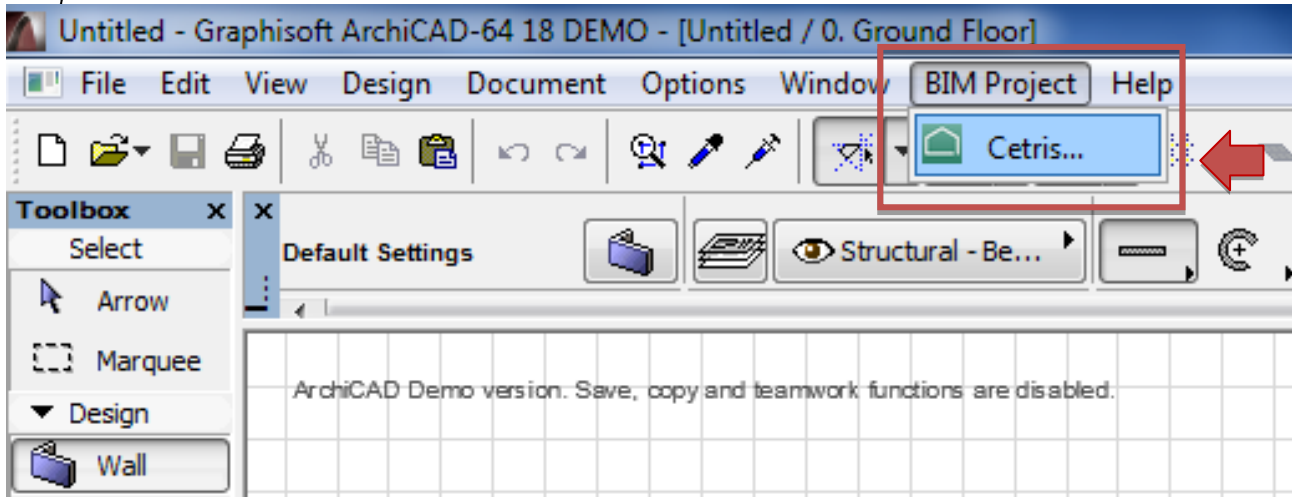 Untitled - Graphisoft ArchiCAD-64 18 DEMO - [Untitled / 0. Ground Floor]
File Edit View Design Document Options Window BIM Project Help
Cetris...
Toolbox x x
Select
Default Settings
Structural - Be...
Arrow
Marquee
ArchiCAD Demo version. Save, copy and teamwork functions are disabled.
Design
Wall